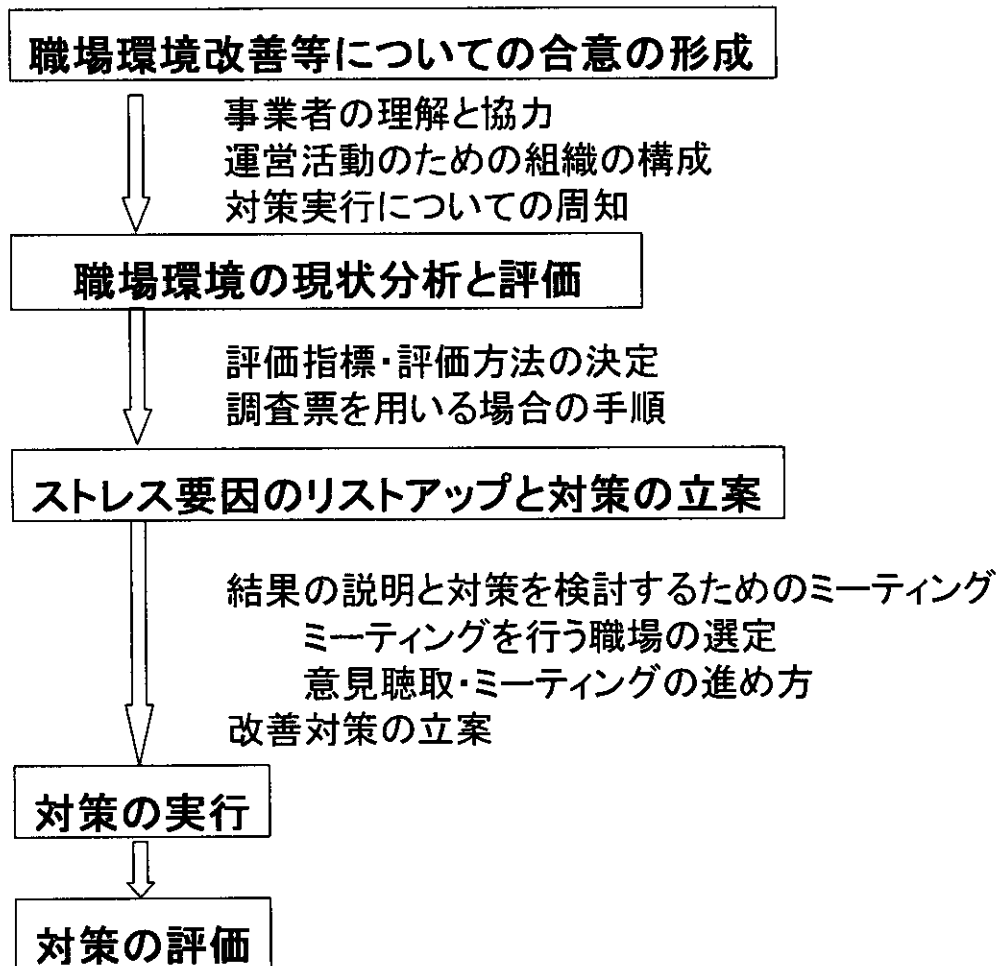 職場環境改善等についての合意の形成
事業者の理解と協力
運営活動のための組織の構成
対策実行についての周知
職場環境の現状分析と評価
評価指標・評価方法の決定
調査票を用いる場合の手順
ストレス要因のリストアップと対策の立案
結果の説明と対策を検討するためのミーティング
ミーティングを行う職場の選定
意見聴取・ミーティングの進め方
改善対策の立案
対策の実行
対策の評価